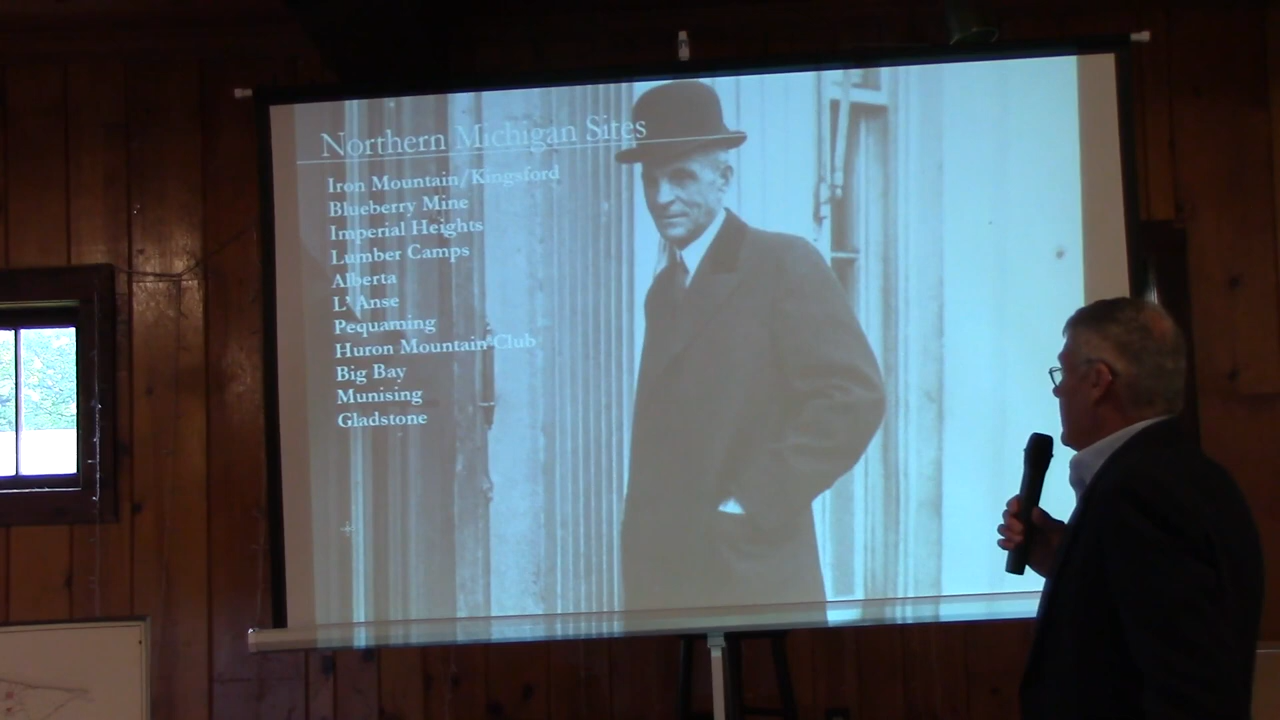 Northern Michigan Sites
Iron Mountain/Kingsford
Blueberry Mine
Imperial Heights
Lumber Camps
Alberta
L' Anse
Pequaming
Huron Mountain Club
Big Bay
Munising
Gladstone